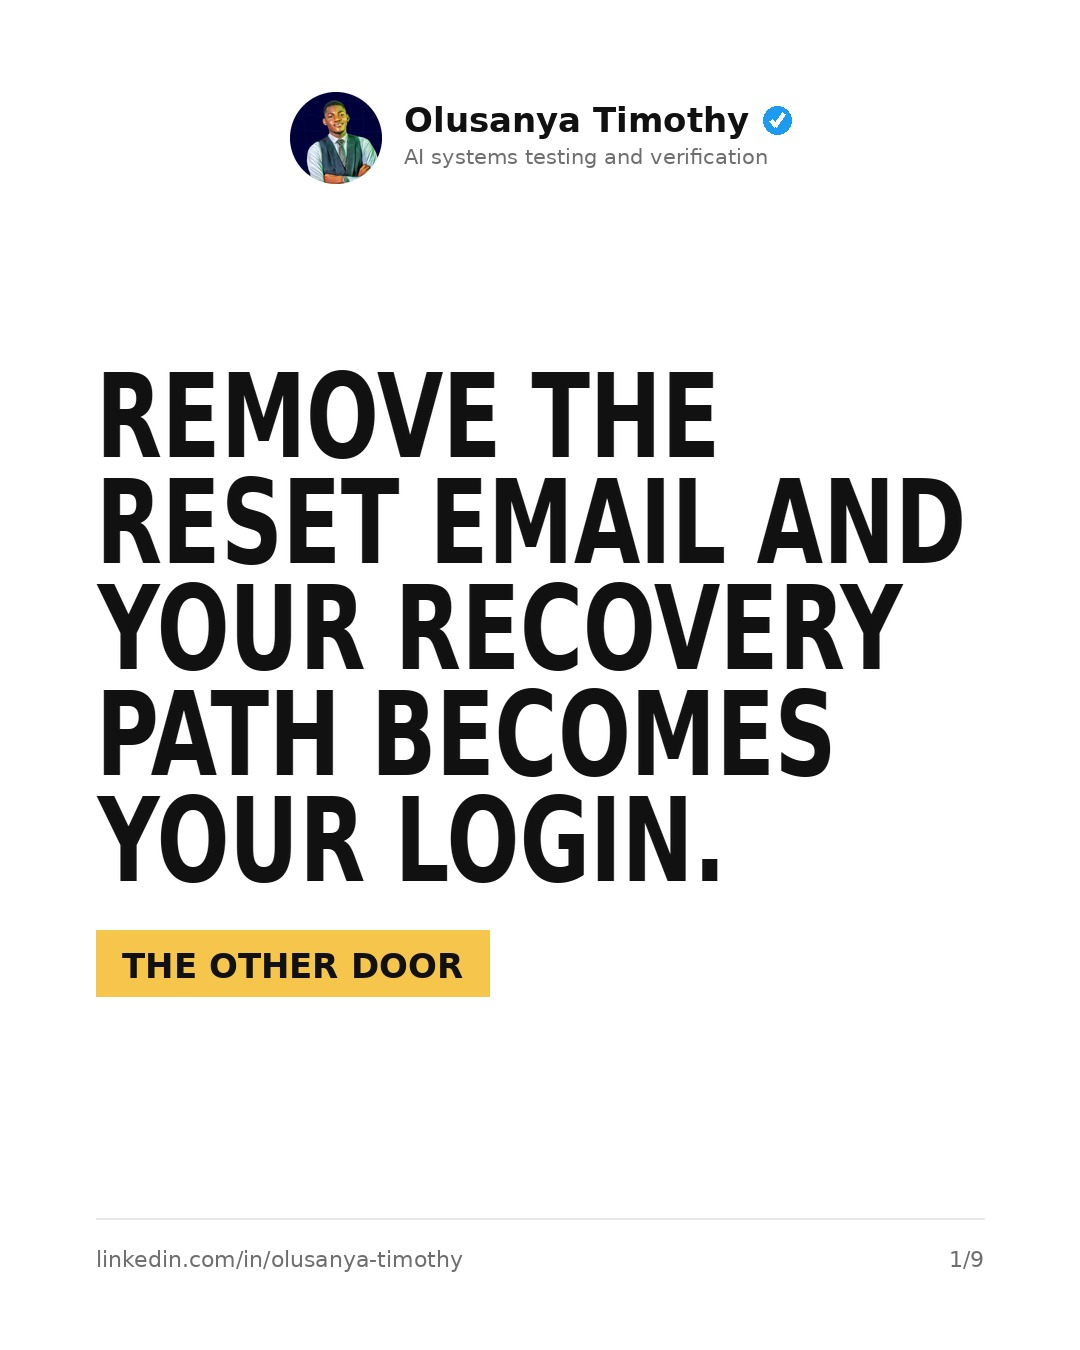 Olusanya Timothy
AI systems testing and verification
REMOVE THE
RESET EMAIL AND
YOUR RECOVERY
PATH BECOMES
YOUR LOGIN.
THE OTHER DOOR
linkedin.com/in/olusanya-timothy
1/9